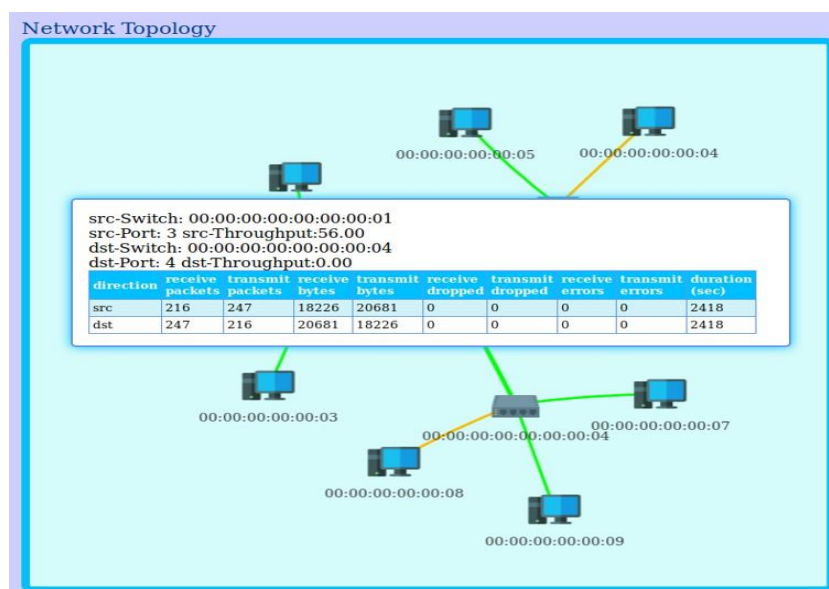 Network Topology
00:00:00:00:00:05
00:00:00:00:00:04
src-Switch: 00:00:00:00:00:00:00:01
src-Port: 3 src-Throughput:56.00
dst-Switch: 00:00:00:00:00:00:00:04
dst-Port: 4 dst-Throughput:0.00
direction receive packets transmit packets receive bytes transmit bytes receive dropped transmit dropped receive errors transmit errors duration (sec)
src 216 247 18226 20681 0 0 0 0 2418
dst 247 216 20681 18226 0 0 0 0 2418
00:00:00:00:00:03
00:00:00:00:00:07
00:00:00:00:00:00:00:04
00:00:00:00:00:08
00:00:00:00:00:09